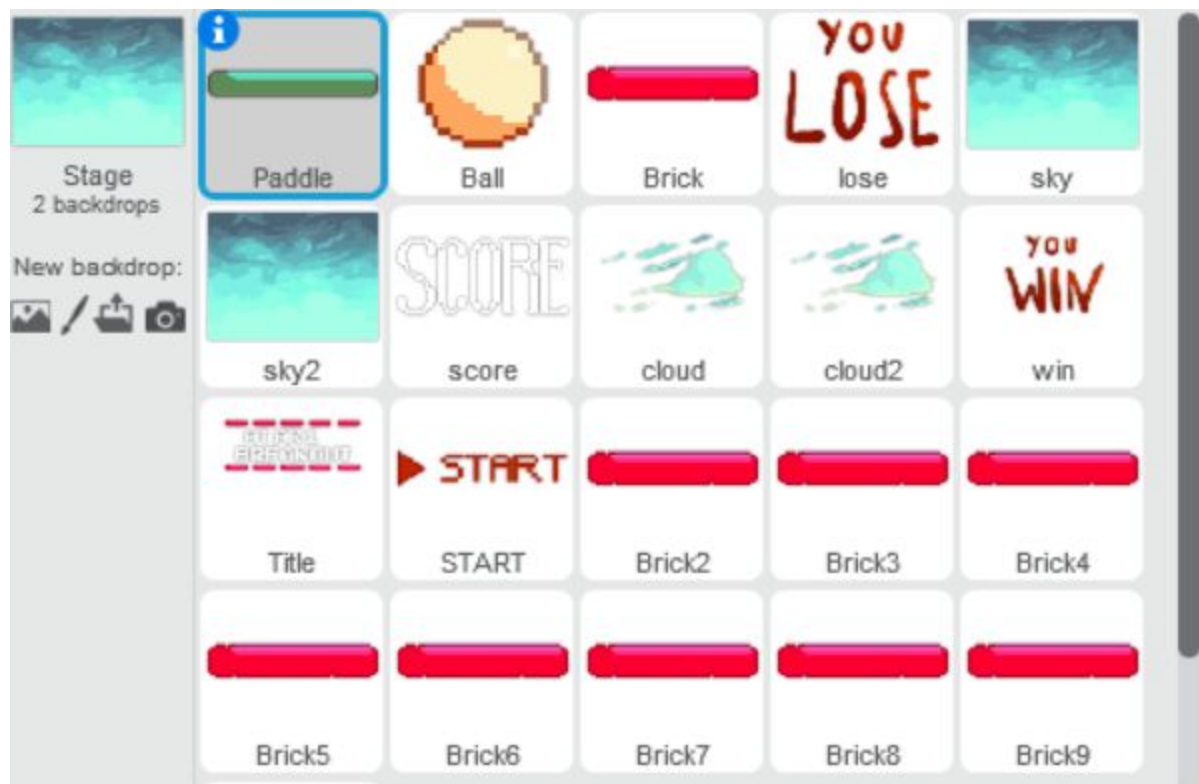 Stage
2 backdrops
New backdrop:
i
Paddle
Ball
Brick
YOU
LOSE
lose
sky
sky2
SCORE
score
cloud
cloud2
YOU
WIN
win
Title
START
START
Brick2
Brick3
Brick4
Brick5
Brick6
Brick7
Brick8
Brick9